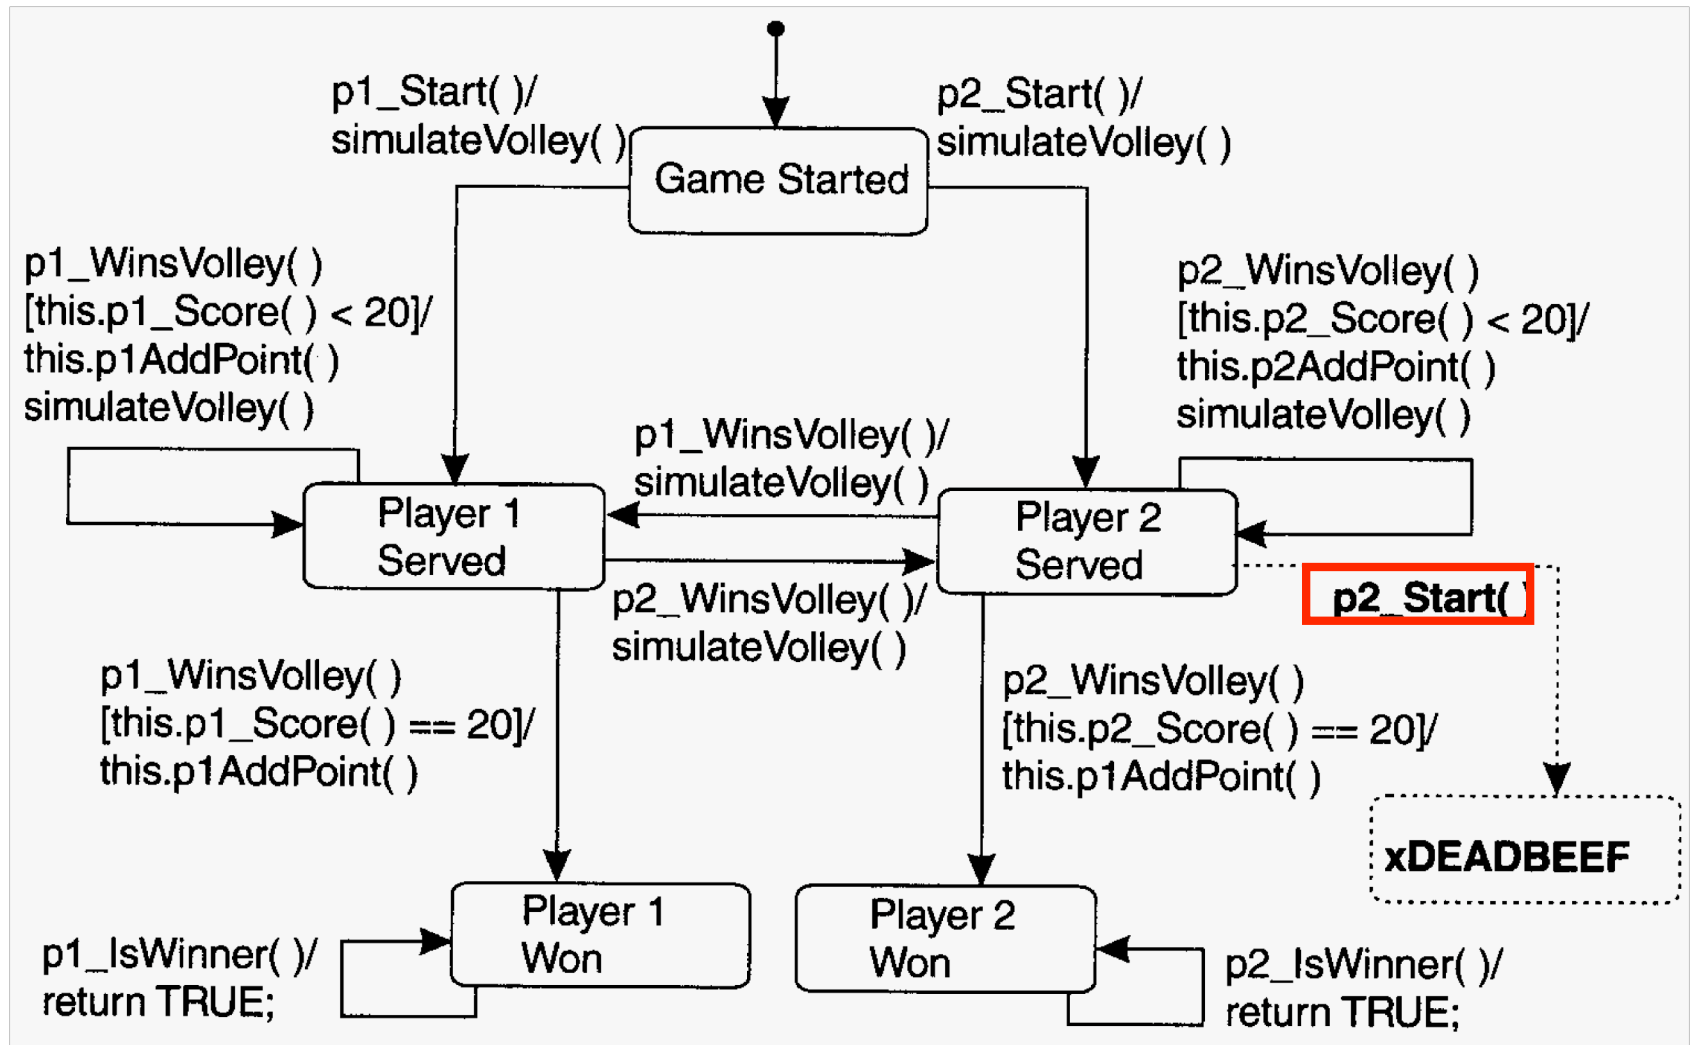 p1_Start( )/
simulateVolley( )
p2_Start( )/
simulateVolley( )
Game Started
p1_WinsVolley( )
[this.p1_Score( ) < 20]/
this.p1AddPoint( )
simulateVolley( )
p2_WinsVolley( )
[this.p2_Score( ) < 20]/
this.p2AddPoint( )
simulateVolley( )
p1_WinsVolley( )/
simulateVolley( )
Player 1
Served
Player 2
Served
p2_Start( )
p2_WinsVolley( )/
simulateVolley( )
p1_WinsVolley( )
[this.p1_Score( ) == 20]/
this.p1AddPoint( )
p2_WinsVolley( )
[this.p2_Score( ) == 20]/
this.p1AddPoint( )
xDEADBEEF
Player 1
Won
Player 2
Won
p1_IsWinner( )/
return TRUE;
p2_IsWinner( )/
return TRUE;